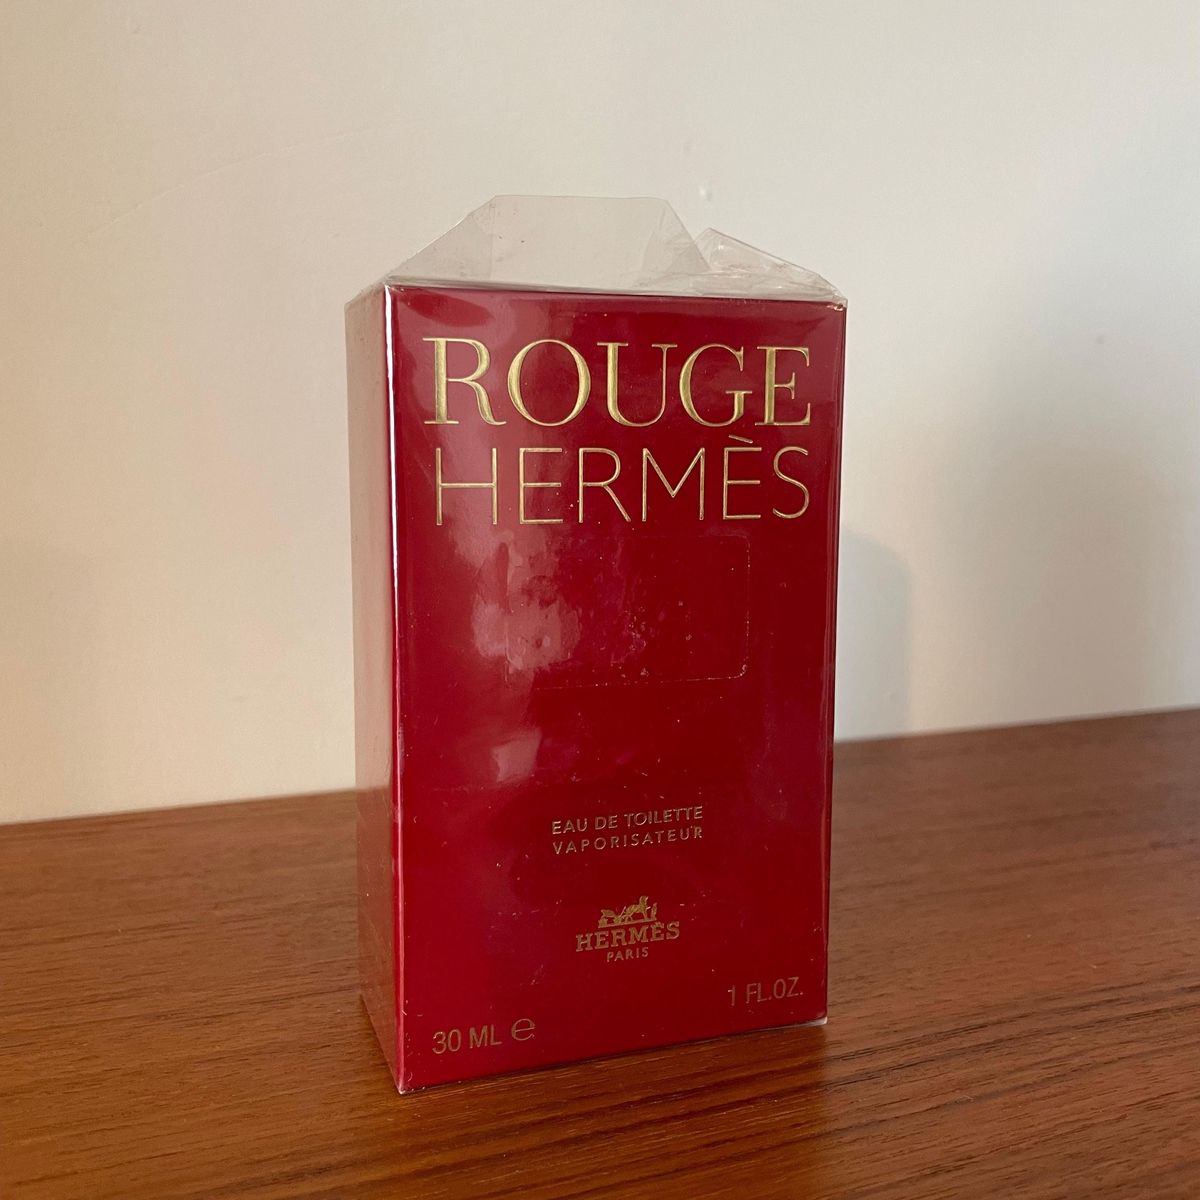 ROUGE
HERMÈS
EAU DE TOILETTE
VAPORISATEUR
HERMÈS
PARIS
1 FL.OZ.
30 ML ℮